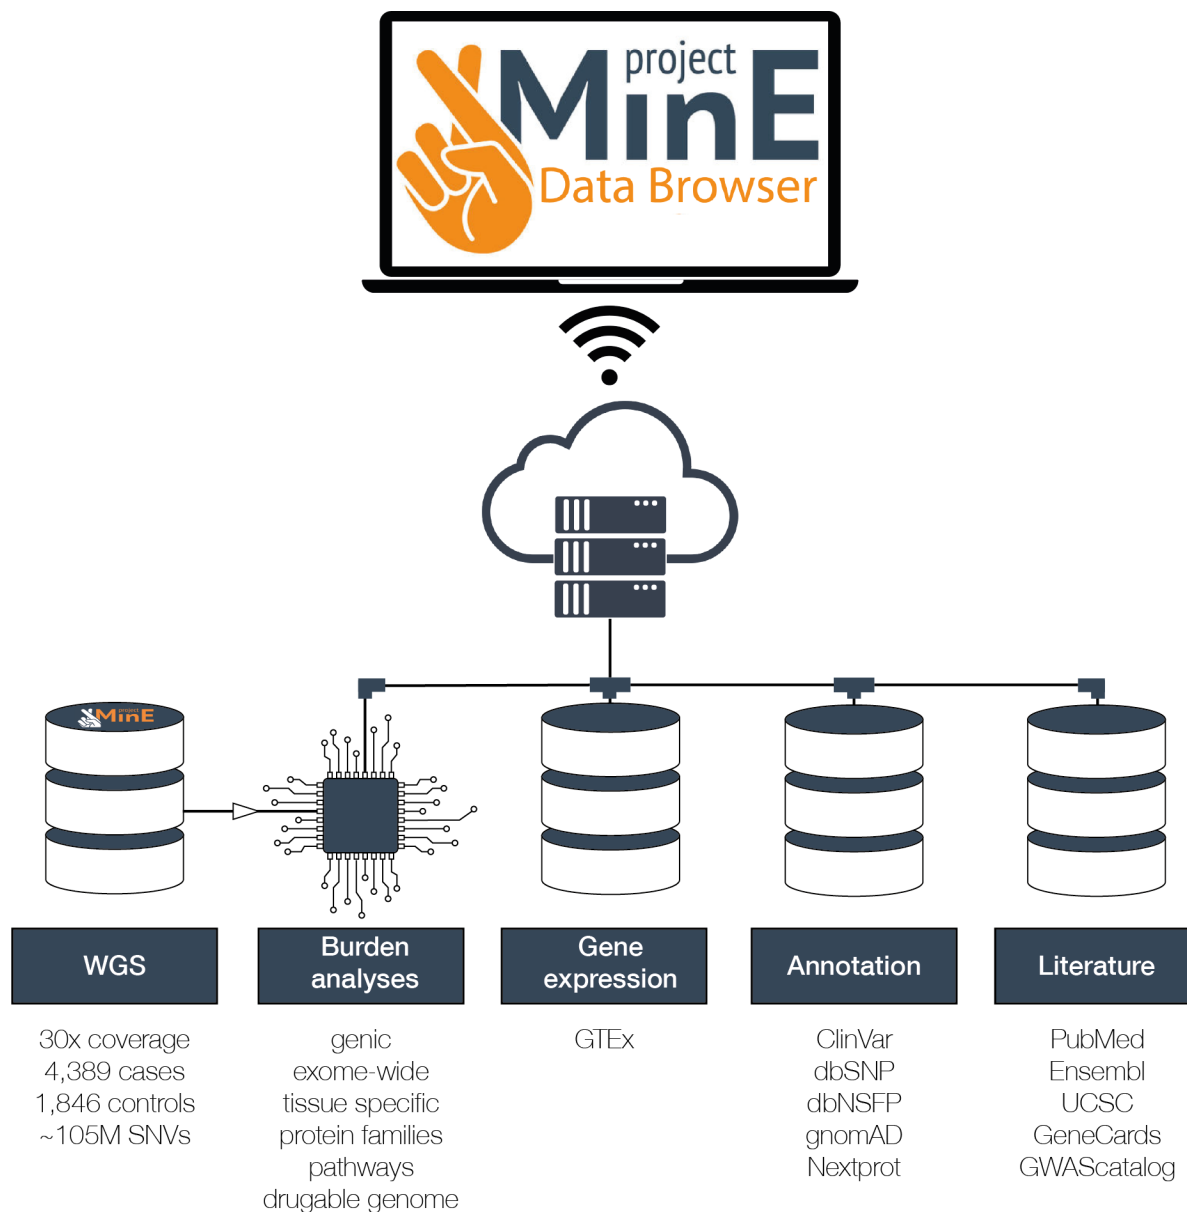 project
MinE
Data Browser
project
MinE
WGS
30x coverage
4,389 cases
1,846 controls
~105M SNVs
Burden
analyses
genic
exome-wide
tissue specific
protein families
pathways
drugable genome
Gene
expression
GTEx
Annotation
ClinVar
dbSNP
dbNSFP
gnomAD
Nextprot
Literature
PubMed
Ensembl
UCSC
GeneCards
GWAScatalog